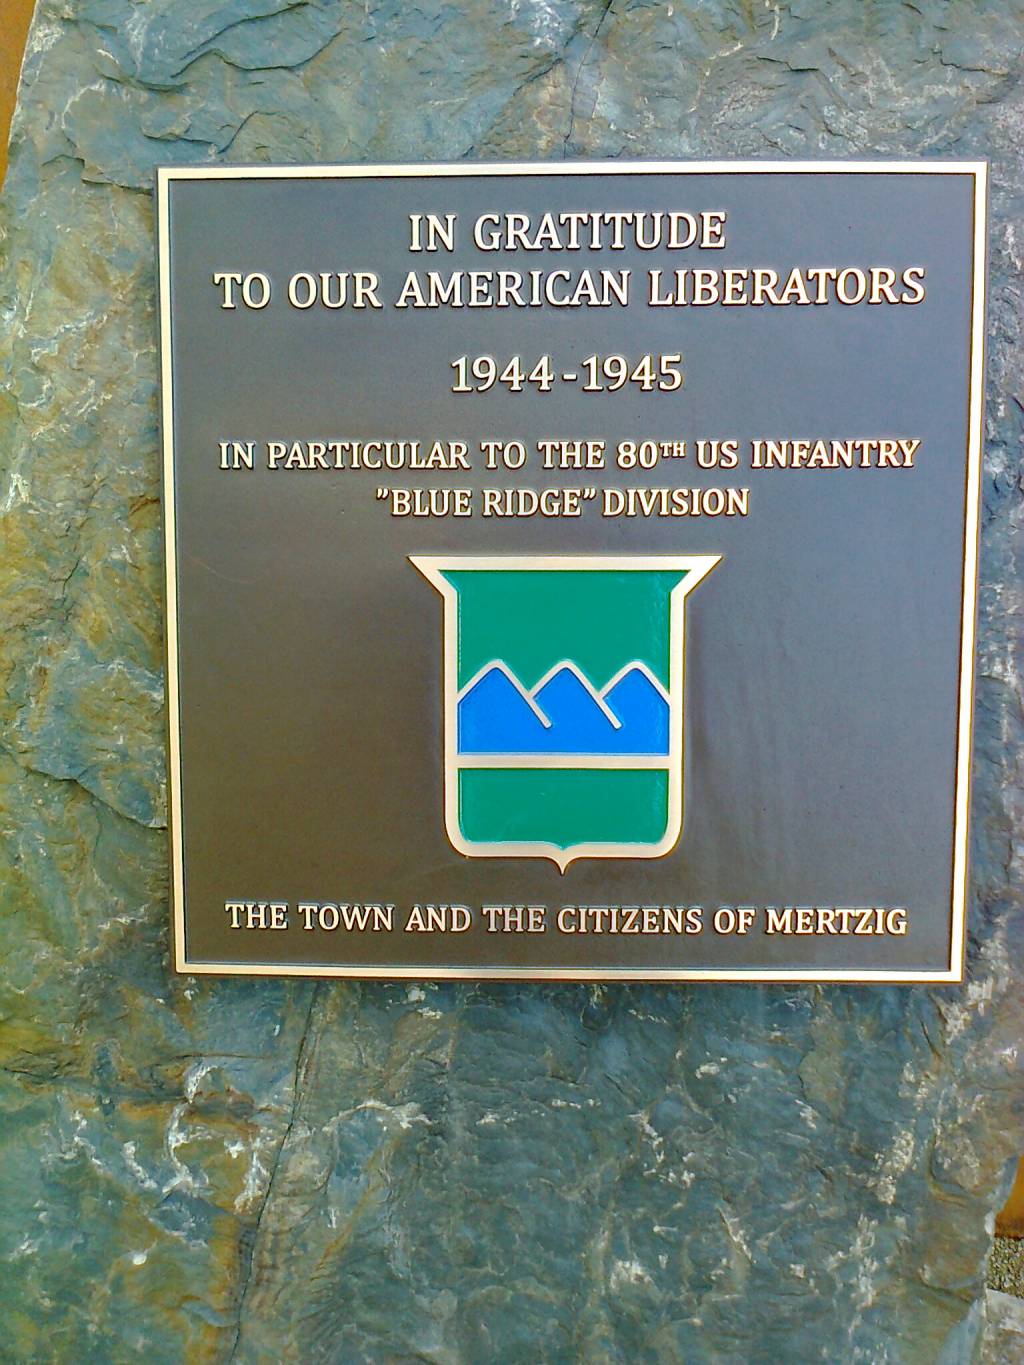 IN GRATITUDE
TO OUR AMERICAN LIBERATORS
1944-1945
IN PARTICULAR TO THE 80TH US INFANTRY
"BLUE RIDGE" DIVISION
THE TOWN AND THE CITIZENS OF MERTZIG